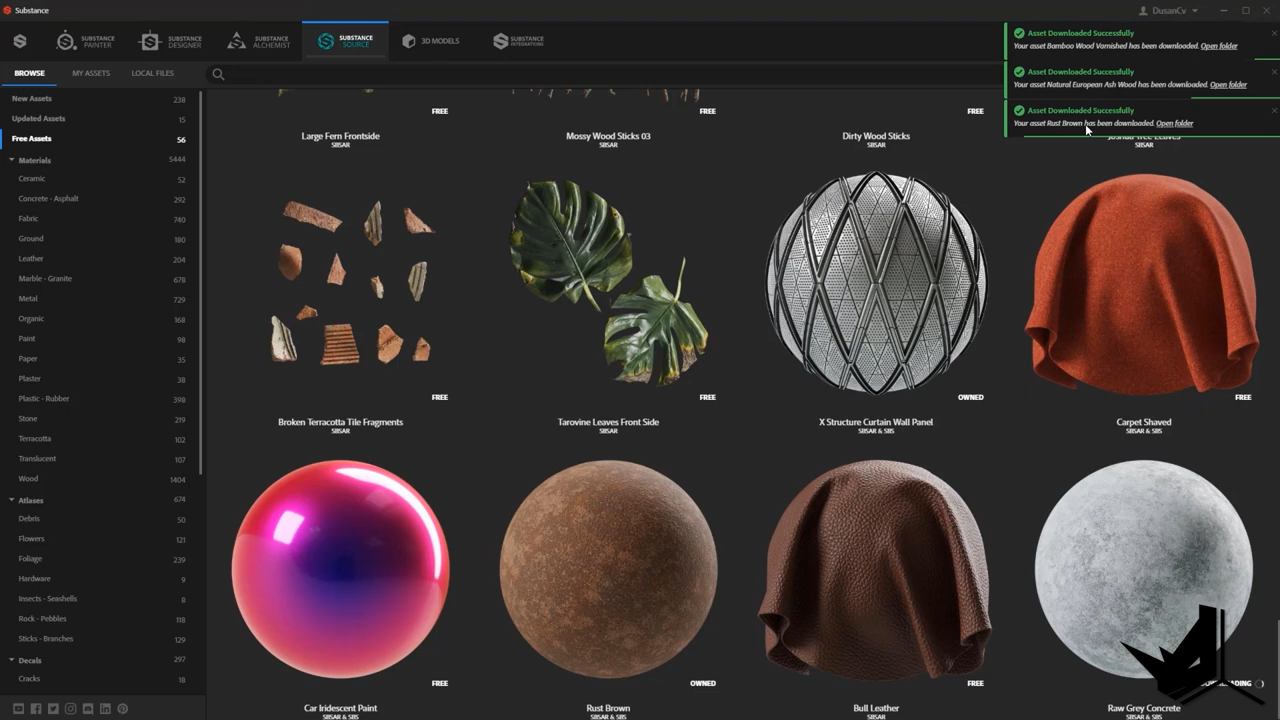 Substance
DusanCv
SUBSTANCE
PAINTER
SUBSTANCE
DESIGNER
SUBSTANCE
ALCHEMIST
SUBSTANCE
SOURCE
3D MODELS
SUBSTANCE
INTEGRATIONS
BROWSE
MY ASSETS
LOCAL FILES
Asset Downloaded Successfully
Your asset Bamboo Wood Varnished has been downloaded. Open folder
Asset Downloaded Successfully
Your asset Natural European Ash Wood has been downloaded. Open folder
Asset Downloaded Successfully
Your asset Rust Brown has been downloaded. Open folder
New Assets 238
Updated Assets 15
Free Assets 56
Materials 5444
Ceramic 52
Concrete - Asphalt 292
Fabric 740
Ground 180
Leather 204
Marble - Granite 678
Metal 729
Organic 168
Paint 98
Paper 35
Plaster 38
Plastic - Rubber 398
Stone 219
Terracotta 102
Translucent 107
Wood 1404
Atlases 674
Debris 50
Flowers 121
Foliage 239
Hardware 9
Insects - Seashells 8
Rock - Pebbles 118
Sticks - Branches 129
Decals 297
Cracks 18
FREE
Large Fern Frontside
SBSAR
FREE
Mossy Wood Sticks 03
SBSAR
FREE
Dirty Wood Sticks
SBSAR
Joshua Tree Leaves
SBSAR
FREE
Broken Terracotta Tile Fragments
SBSAR
FREE
Tarovine Leaves Front Side
SBSAR
OWNED
X Structure Curtain Wall Panel
SBSAR & SBS
FREE
Carpet Shaved
SBSAR & SBS
FREE
Car Iridescent Paint
SBSAR & SBS
OWNED
Rust Brown
SBSAR & SBS
FREE
Bull Leather
SBSAR & SBS
DOWNLOADING
Raw Grey Concrete
SBSAR & SBS